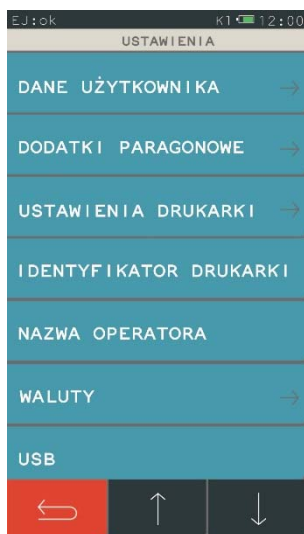 EJ:ok K1 12:00
USTAWIENIA
DANE UŻYTKOWNIKA
DODATKI PARAGONOWE
USTAWIENIA DRUKARKI
IDENTYFIKATOR DRUKARKI
NAZWA OPERATORA
WALUTY
USB